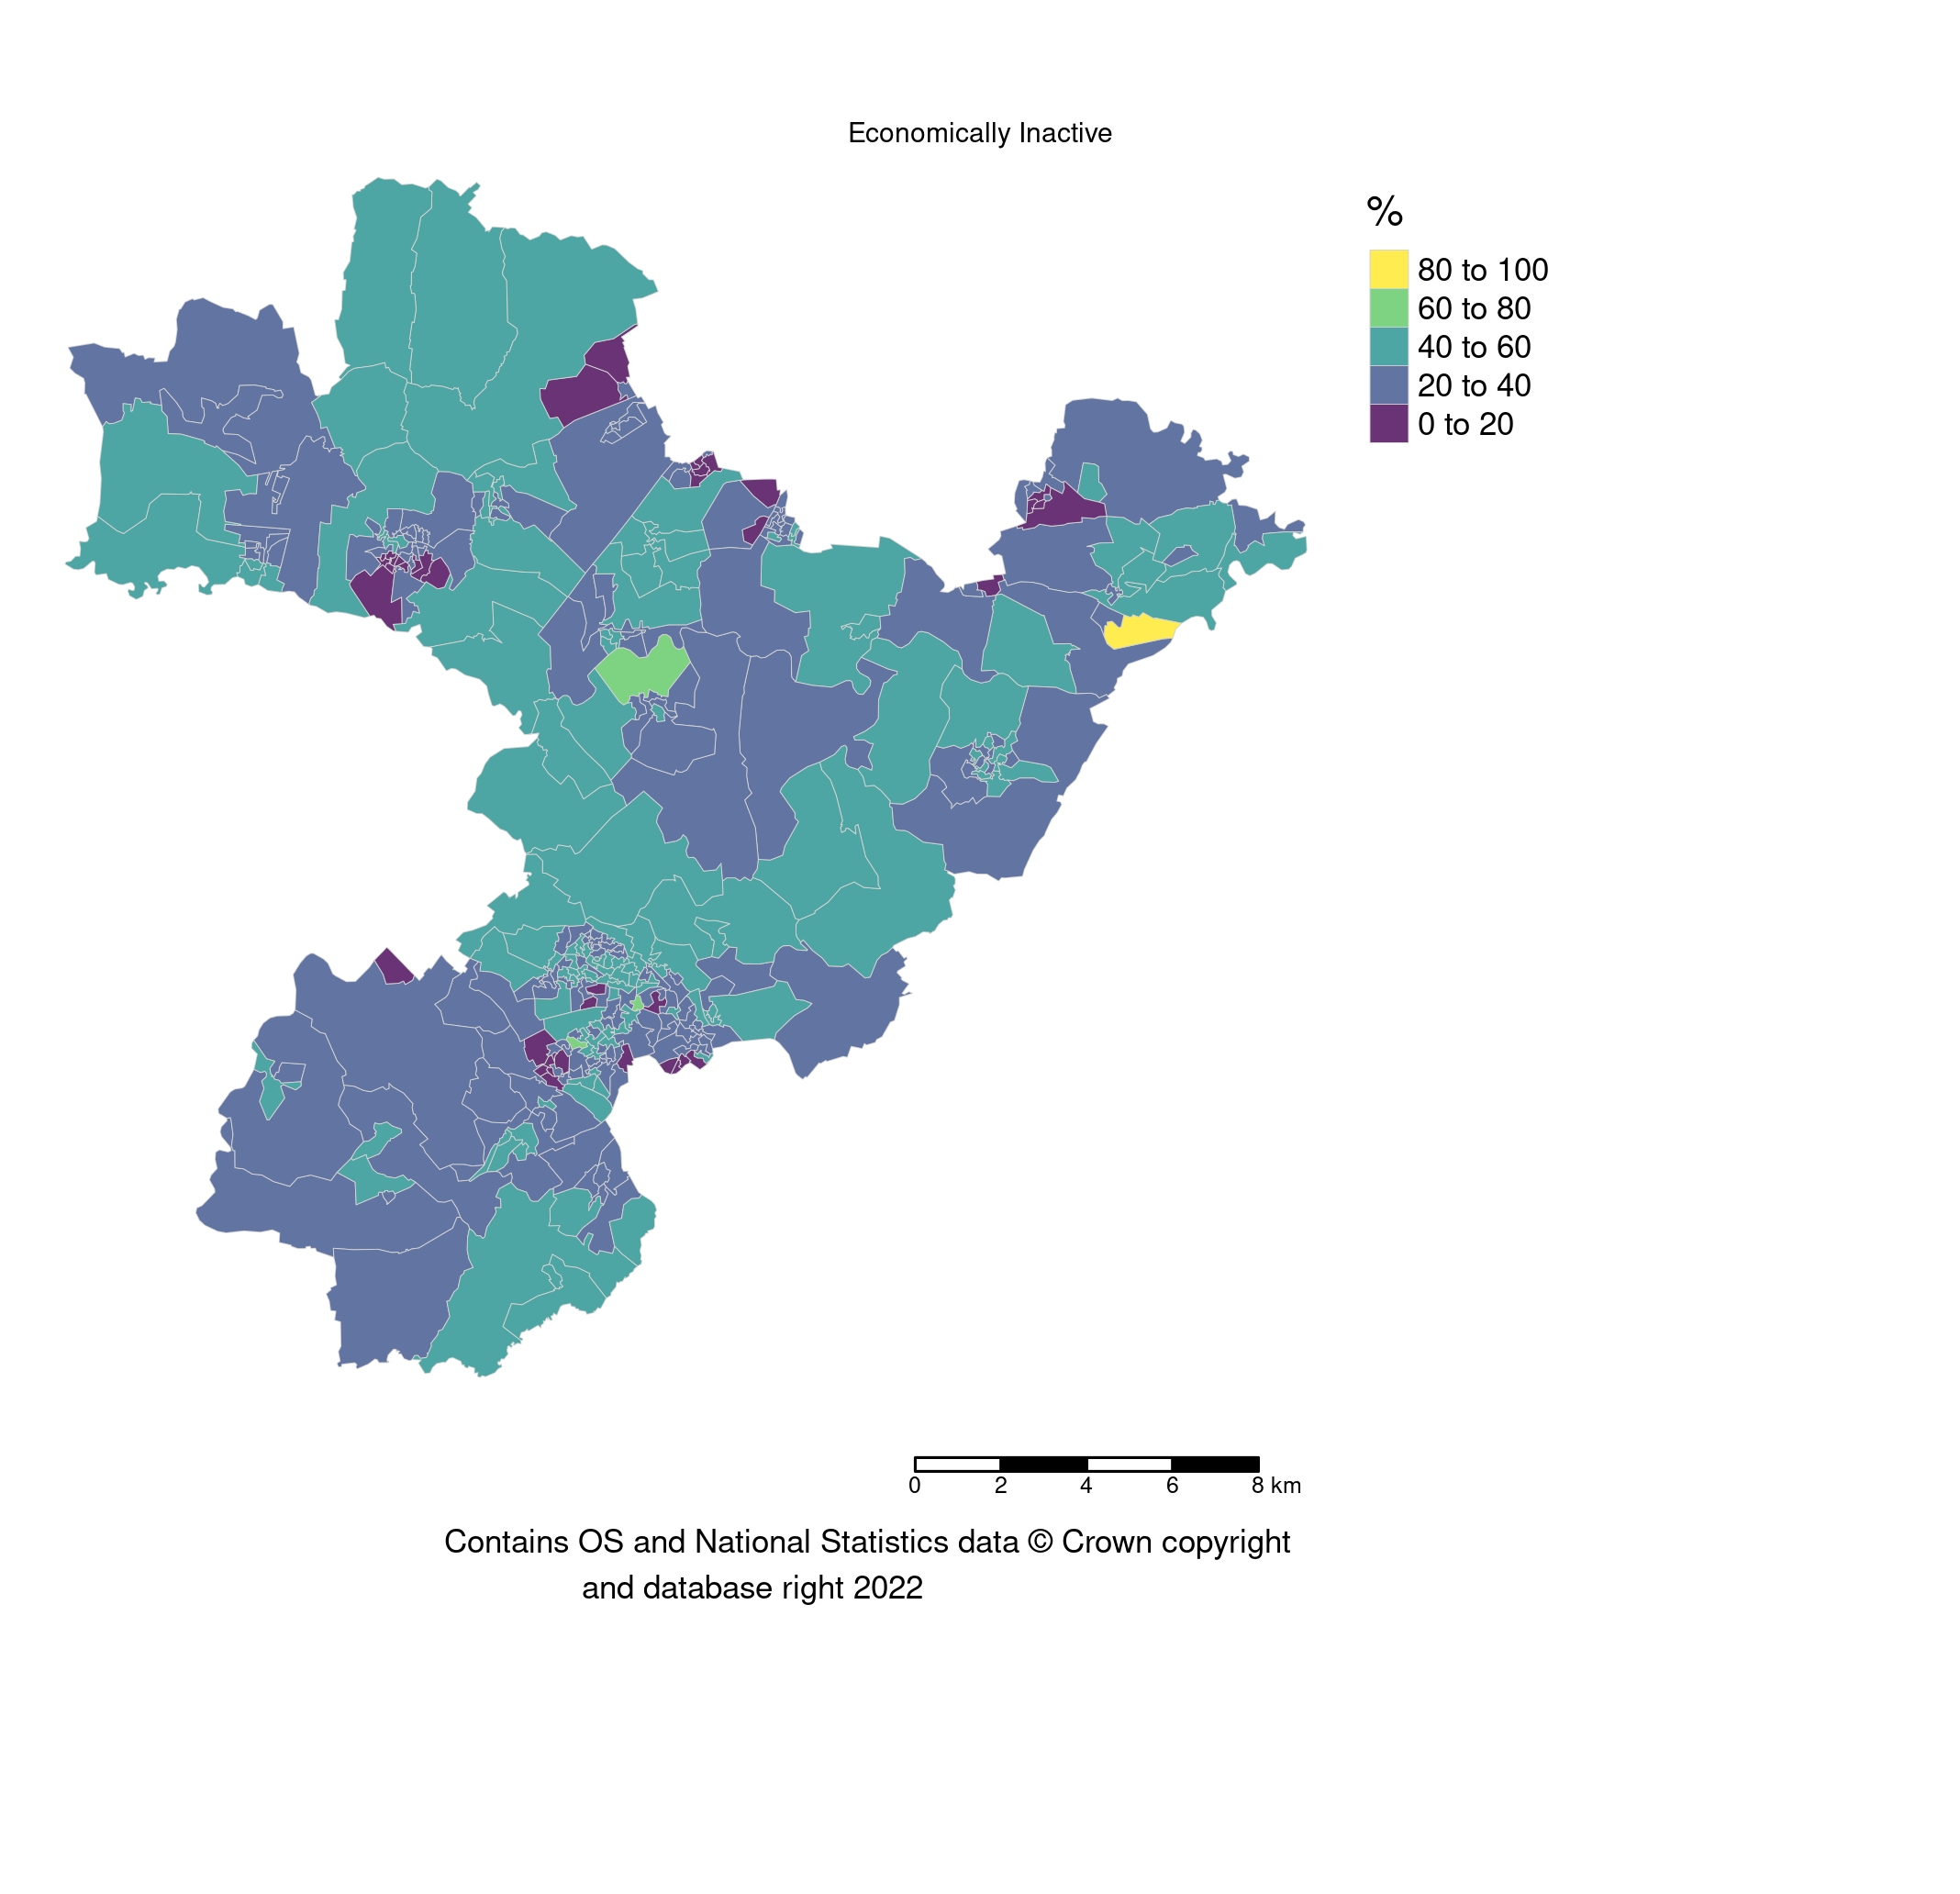 Economically Inactive
%
80 to 100
60 to 80
40 to 60
20 to 40
0 to 20
0 2 4 6 8 km
Contains OS and National Statistics data © Crown copyright
and database right 2022